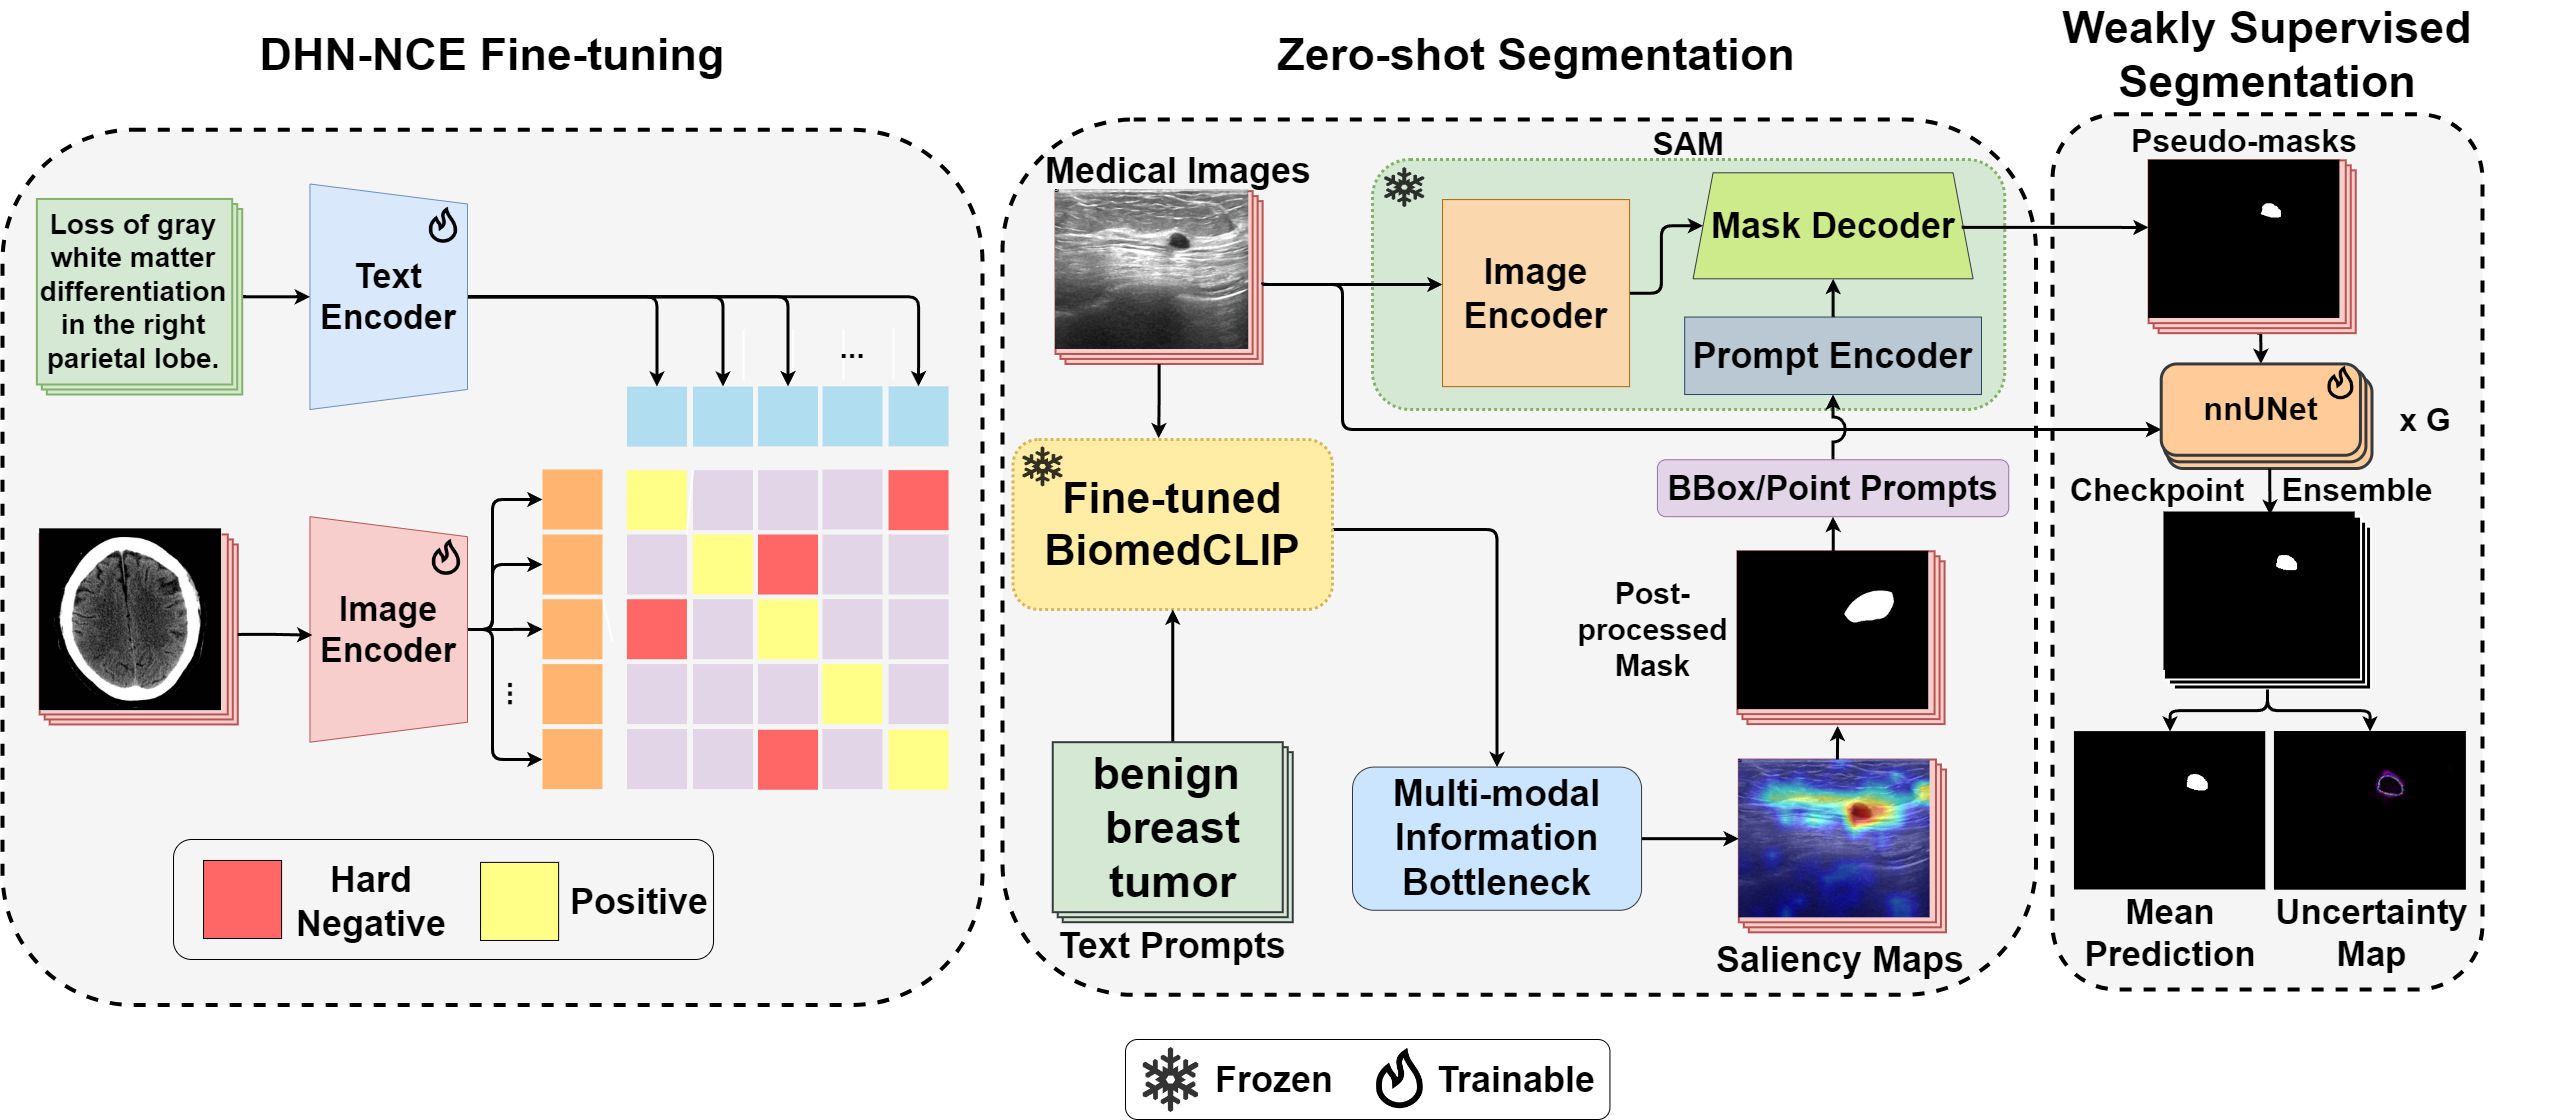 DHN-NCE Fine-tuning
Loss of gray
white matter
differentiation
in the right
parietal lobe.
Text
Encoder
...
Image
Encoder
...
Hard
Negative
Positive
Zero-shot Segmentation
Medical Images
SAM
Image
Encoder
Mask Decoder
Prompt Encoder
Fine-tuned
BiomedCLIP
BBox/Point Prompts
Post-
processed
Mask
benign
breast
tumor
Text Prompts
Multi-modal
Information
Bottleneck
Saliency Maps
Weakly Supervised
Segmentation
Pseudo-masks
nnUNet
x G
Checkpoint Ensemble
Mean
Prediction
Uncertainty
Map
Frozen
Trainable